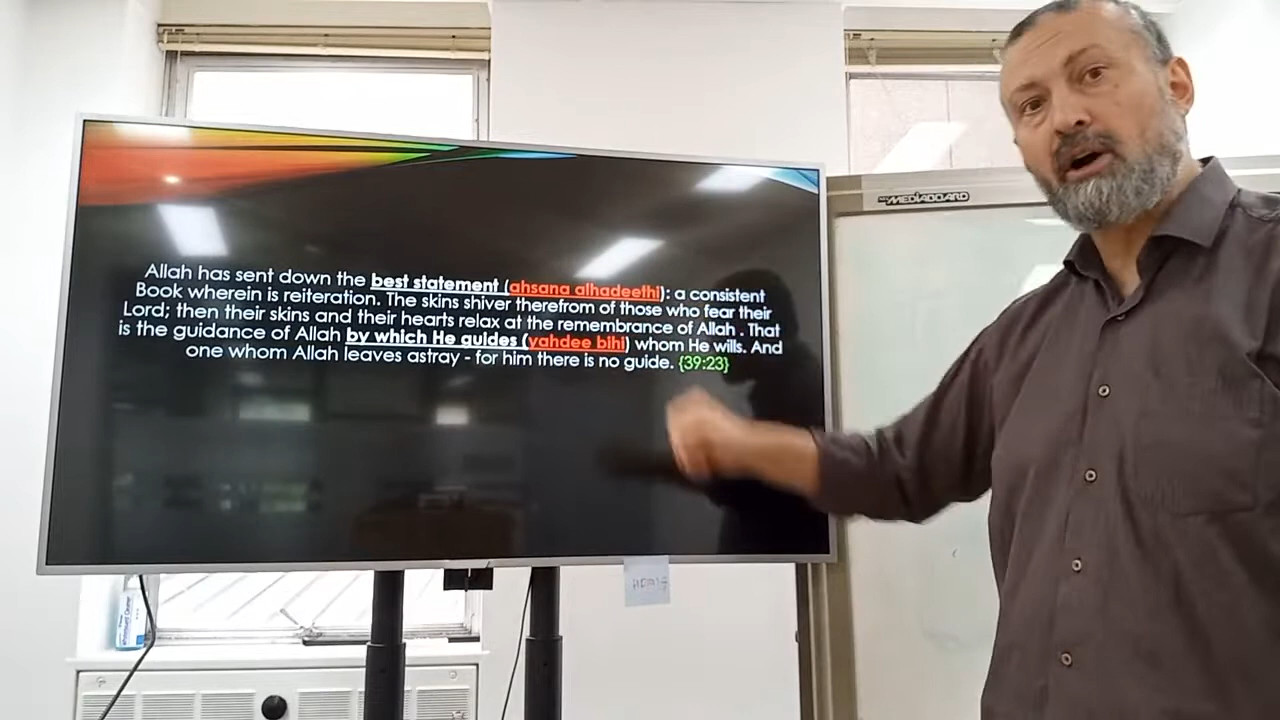 Allah has sent down the best statement (ahsana alhadeethi): a consistent
Book wherein is reiteration. The skins shiver therefrom of those who fear their
Lord; then their skins and their hearts relax at the remembrance of Allah . That
is the guidance of Allah by which He guides (yahdee bihi) whom He wills. And
one whom Allah leaves astray - for him there is no guide. {39:23}
MEDIABOARD